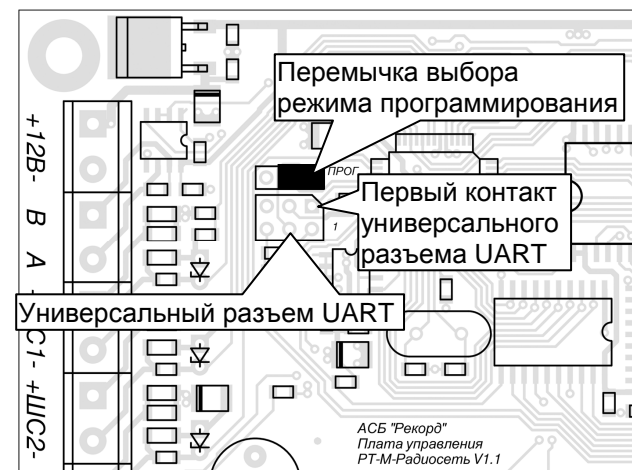 Перемычка выбора
режима программирования
ПРОГ
Первый контакт
универсального
разъема UART
1
Универсальный разъем UART
+12В-
В
А
С1-
+ШС2-
АСБ "Рекорд"
Плата управления
РТ-М-Радиосеть V1.1